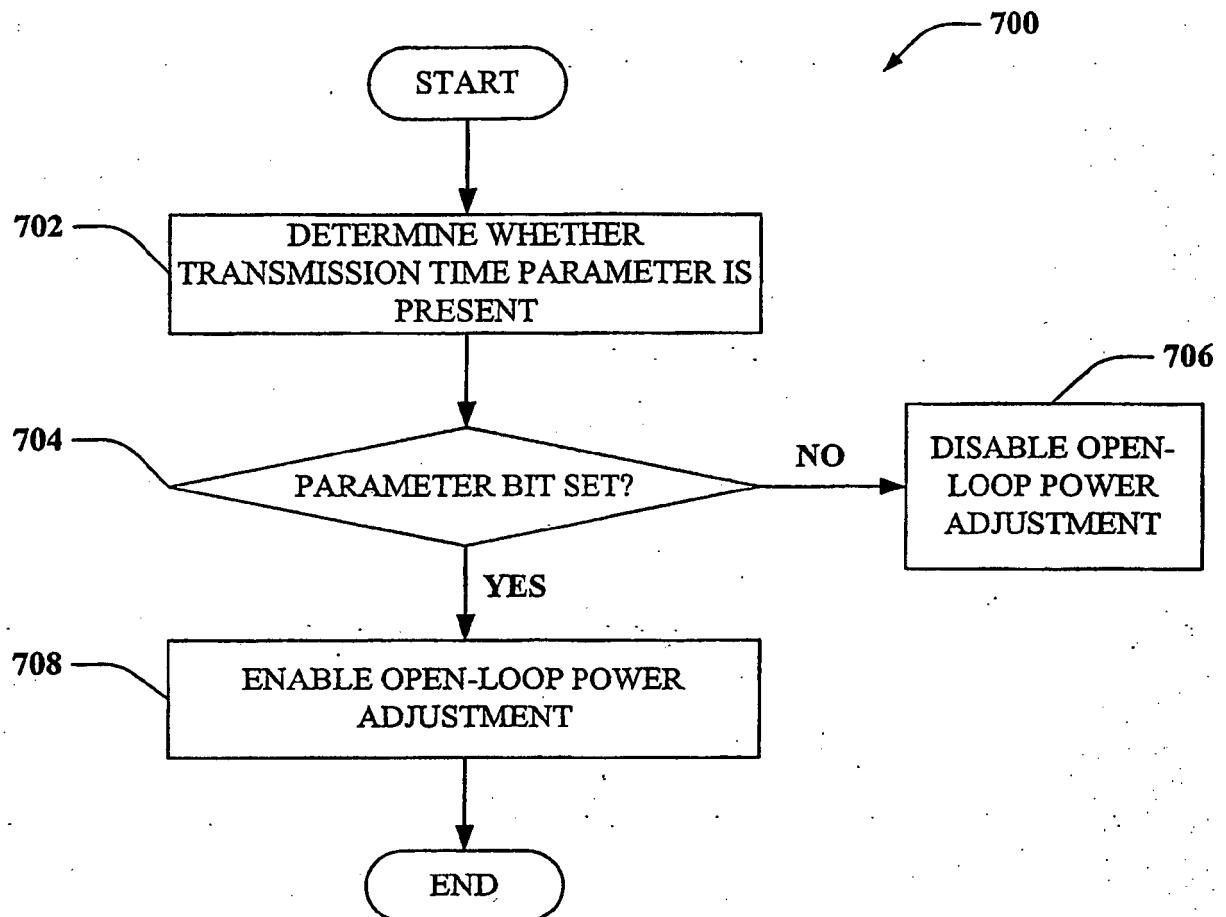 700
START
702
DETERMINE WHETHER
TRANSMISSION TIME PARAMETER IS
PRESENT
706
704
PARAMETER BIT SET?
NO
DISABLE OPEN-
LOOP POWER
ADJUSTMENT
YES
708
ENABLE OPEN-LOOP POWER
ADJUSTMENT
END